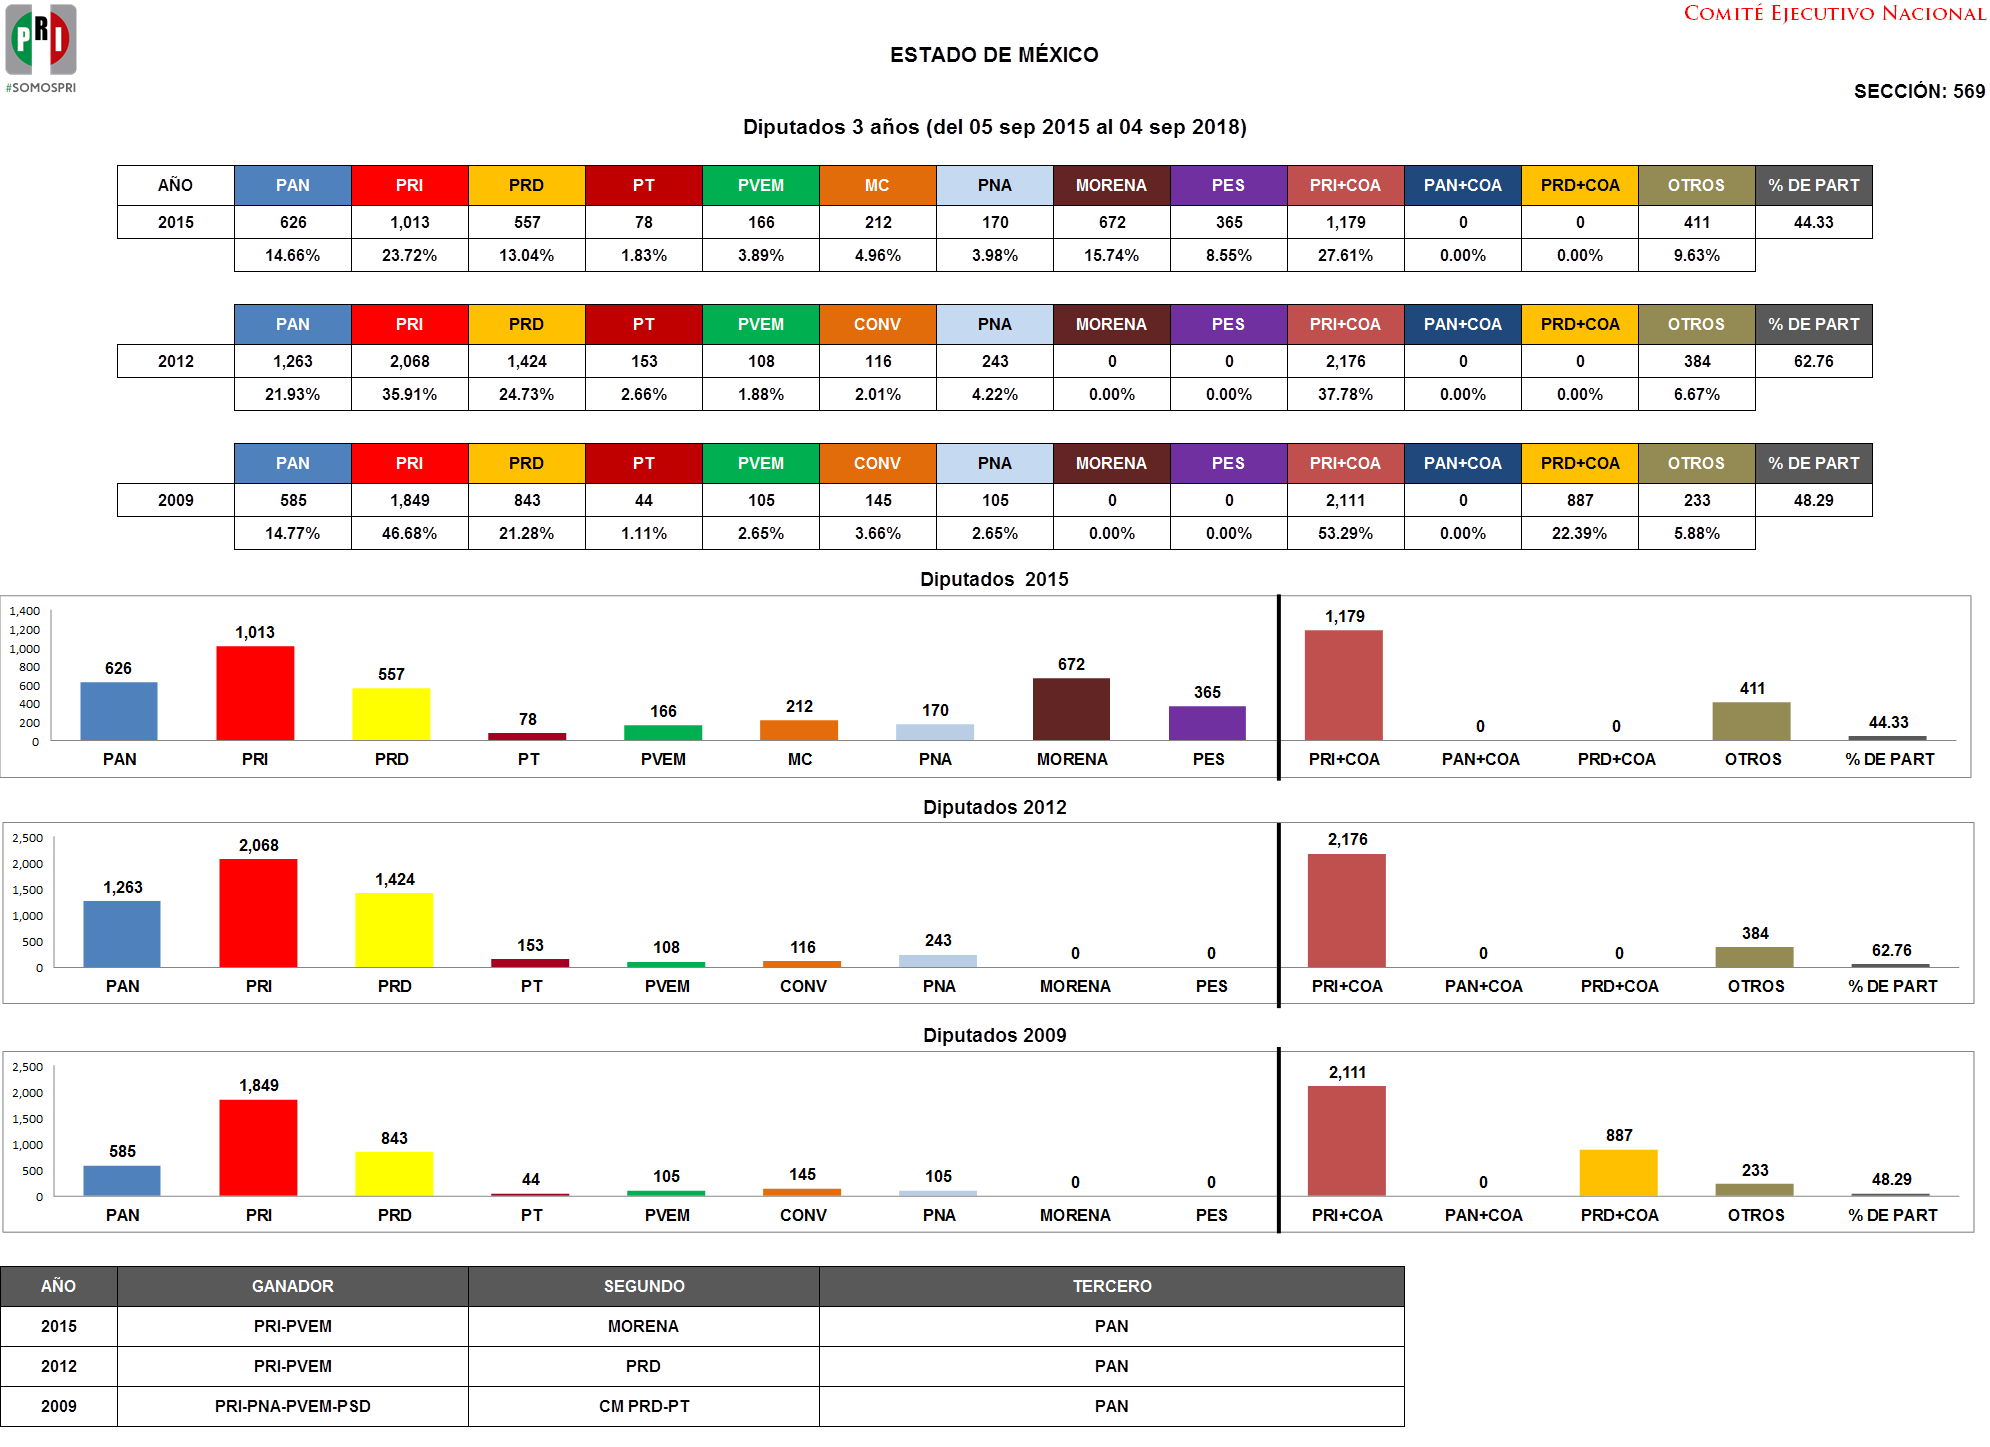 PRI
#SOMOSPRI
COMITÉ EJECUTIVO NACIONAL
ESTADO DE MÉXICO
SECCIÓN: 569
Diputados 3 años (del 05 sep 2015 al 04 sep 2018)
AÑO PAN PRI PRD PT PVEM MC PNA MORENA PES PRI+COA PAN+COA PRD+COA OTROS % DE PART
2015 626 1,013 557 78 166 212 170 672 365 1,179 0 0 411 44.33
14.66% 23.72% 13.04% 1.83% 3.89% 4.96% 3.98% 15.74% 8.55% 27.61% 0.00% 0.00% 9.63%
PAN PRI PRD PT PVEM CONV PNA MORENA PES PRI+COA PAN+COA PRD+COA OTROS % DE PART
2012 1,263 2,068 1,424 153 108 116 243 0 0 2,176 0 0 384 62.76
21.93% 35.91% 24.73% 2.66% 1.88% 2.01% 4.22% 0.00% 0.00% 37.78% 0.00% 0.00% 6.67%
PAN PRI PRD PT PVEM CONV PNA MORENA PES PRI+COA PAN+COA PRD+COA OTROS % DE PART
2009 585 1,849 843 44 105 145 105 0 0 2,111 0 887 233 48.29
14.77% 46.68% 21.28% 1.11% 2.65% 3.66% 2.65% 0.00% 0.00% 53.29% 0.00% 22.39% 5.88%
Diputados 2015
1,400
1,200
1,000
800
600
400
200
0
626 1,013 557 78 166 212 170 672 365 1,179 0 0 411 44.33
PAN PRI PRD PT PVEM MC PNA MORENA PES PRI+COA PAN+COA PRD+COA OTROS % DE PART
Diputados 2012
2,500
2,000
1,500
1,000
500
0
1,263 2,068 1,424 153 108 116 243 0 0 2,176 0 0 384 62.76
PAN PRI PRD PT PVEM CONV PNA MORENA PES PRI+COA PAN+COA PRD+COA OTROS % DE PART
Diputados 2009
2,500
2,000
1,500
1,000
500
0
585 1,849 843 44 105 145 105 0 0 2,111 0 887 233 48.29
PAN PRI PRD PT PVEM CONV PNA MORENA PES PRI+COA PAN+COA PRD+COA OTROS % DE PART
AÑO GANADOR SEGUNDO TERCERO
2015 PRI-PVEM MORENA PAN
2012 PRI-PVEM PRD PAN
2009 PRI-PNA-PVEM-PSD CM PRD-PT PAN